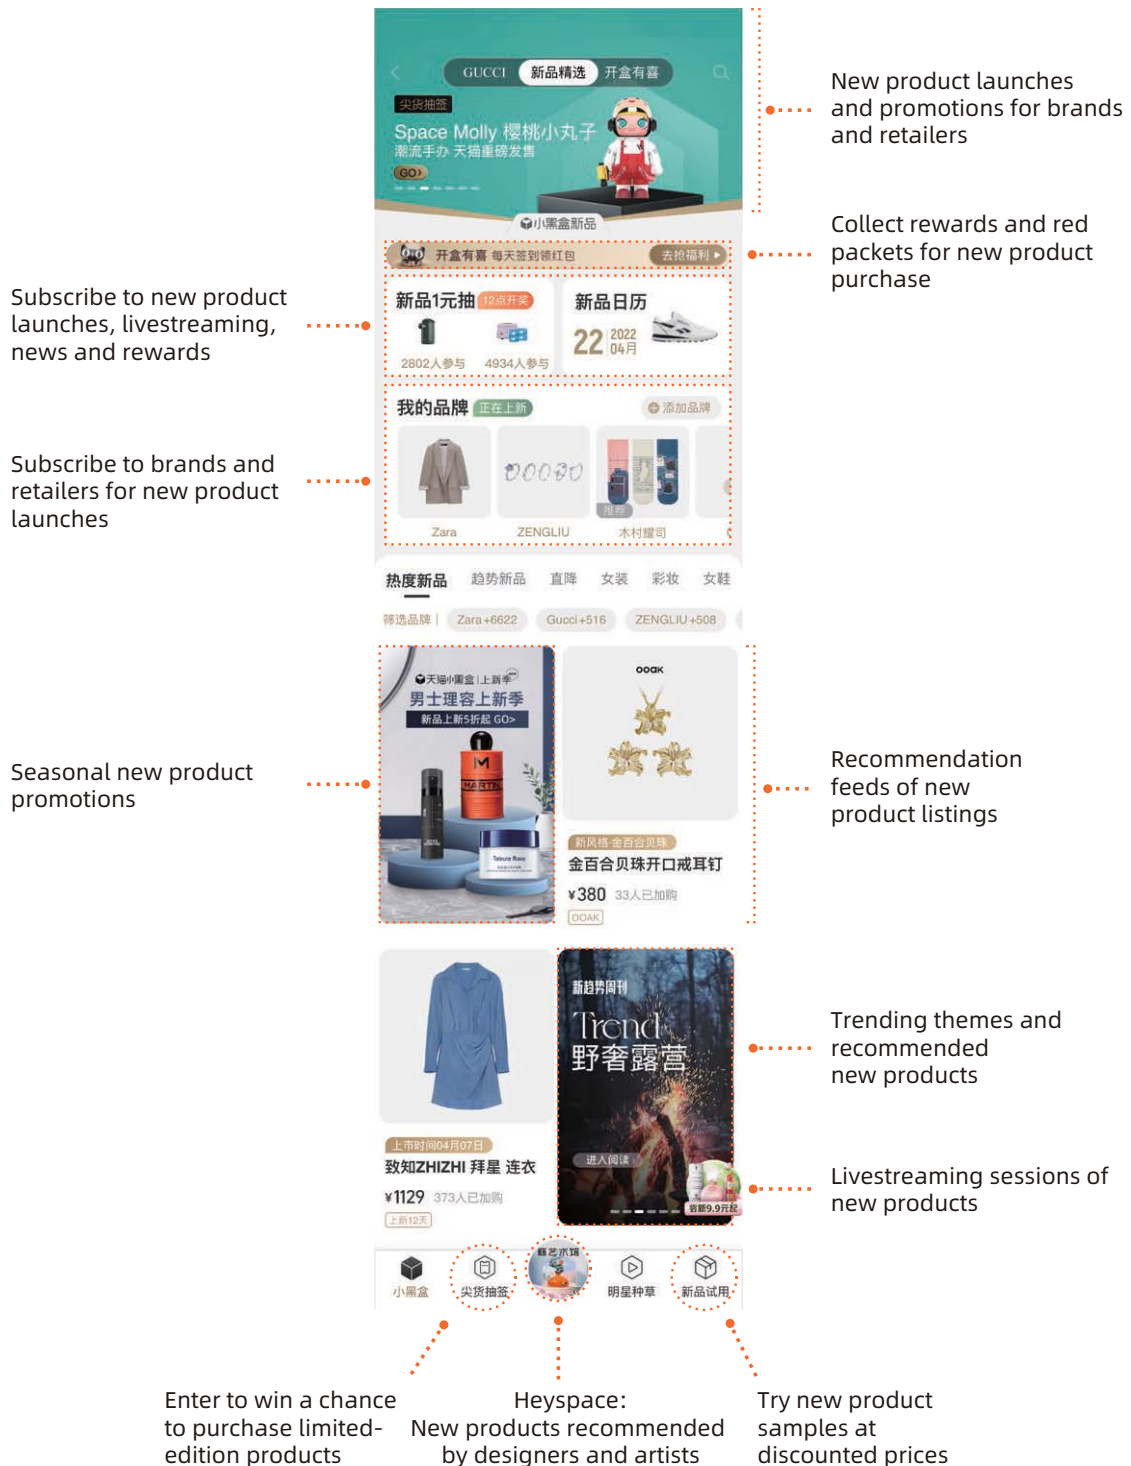 GUCCI 新品精选 开盒有喜
尖货抽签
Space Molly 樱桃小丸子
潮流手办 天猫重磅发售
GO>
New product launches
and promotions for brands
and retailers
小黑盒新品
开盒有喜 每天签到领红包 去抢福利
Collect rewards and red
packets for new product
purchase
Subscribe to new product
launches, livestreaming,
news and rewards
新品1元抽 12点开奖
2802人参与 4934人参与
新品日历
22 2022
04月
我的品牌 正在上新 添加品牌
推荐
Zara ZENGLIU 木村耀司
Subscribe to brands and
retailers for new product
launches
热度新品 趋势新品 直降 女装 彩妆 女鞋
筛选品牌 | Zara+6622 Gucci+516 ZENGLIU+508
天猫小黑盒 | 上新季
男士理容上新季
新品上新5折起 GO>
M
MARTIN
Tabula Rasa
Seasonal new product
promotions
OOAK
新风格·金百合贝珠
金百合贝珠开口戒耳钉
¥380 33人已加购
OOAK
Recommendation
feeds of new
product listings
上市时间04月07日
致知ZHIZHI 拜星 连衣
¥1129 373人已加购
上新12天
新趋势周刊
Trend
野奢露营
进入阅读
尝新9.9元起
Trending themes and
recommended
new products
Livestreaming sessions of
new products
小黑盒 尖货抽签 明星种草 新品试用
Enter to win a chance
to purchase limited-
edition products
Heyspace:
New products recommended
by designers and artists
Try new product
samples at
discounted prices